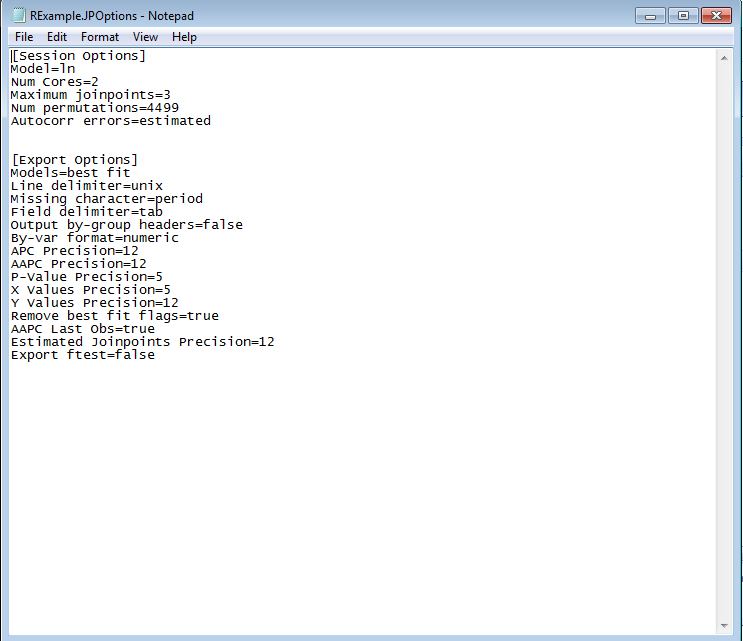 RExample.JPOptions - Notepad
File Edit Format View Help
[Session Options]
Model=ln
Num Cores=2
Maximum joinpoints=3
Num permutations=4499
Autocorr errors=estimated
[Export Options]
Models=best fit
Line delimiter=unix
Missing character=period
Field delimiter=tab
Output by-group headers=false
By-var format=numeric
APC Precision=12
AAPC Precision=12
P-Value Precision=5
X Values Precision=5
Y Values Precision=12
Remove best fit flags=true
AAPC Last Obs=true
Estimated Joinpoints Precision=12
Export ftest=false